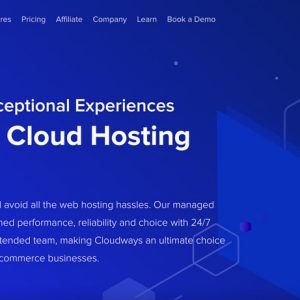 res Pricing Affiliate Company Learn Book a Demo
ceptional Experiences
Cloud Hosting
l avoid all the web hosting hassles. Our managed
ned performance, reliability and choice with 24/7
tended team, making Cloudways an ultimate choice
commerce businesses.